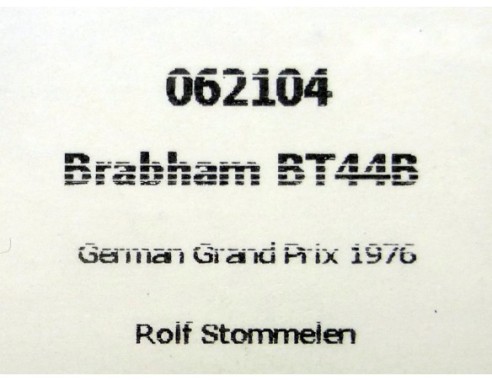 062104
Brabham BT44B
German Grand Prix 1976
Rolf Stommelen